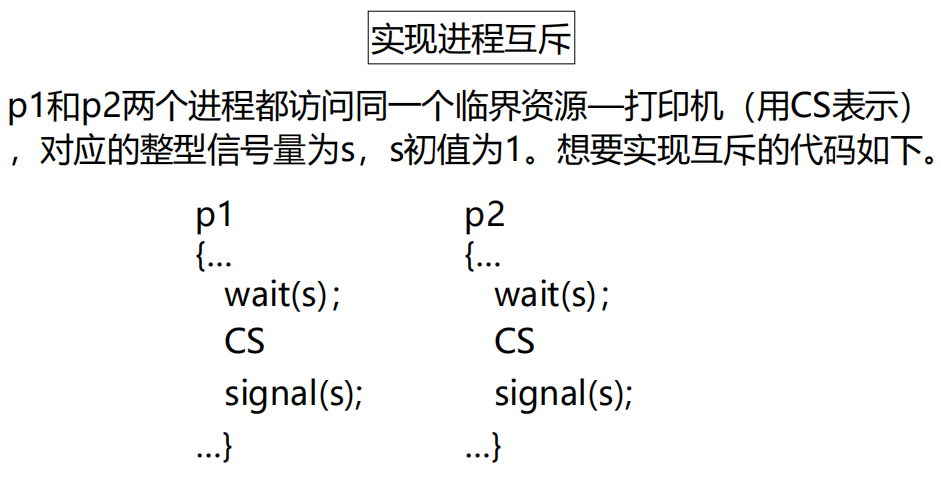 实现进程互斥
p1和p2两个进程都访问同一个临界资源—打印机（用CS表示）
，对应的整型信号量为s，s初值为1。想要实现互斥的代码如下。
p1 p2
{... {...
wait(s)； wait(s)；
CS CS
signal(s); signal(s);
...} ...}